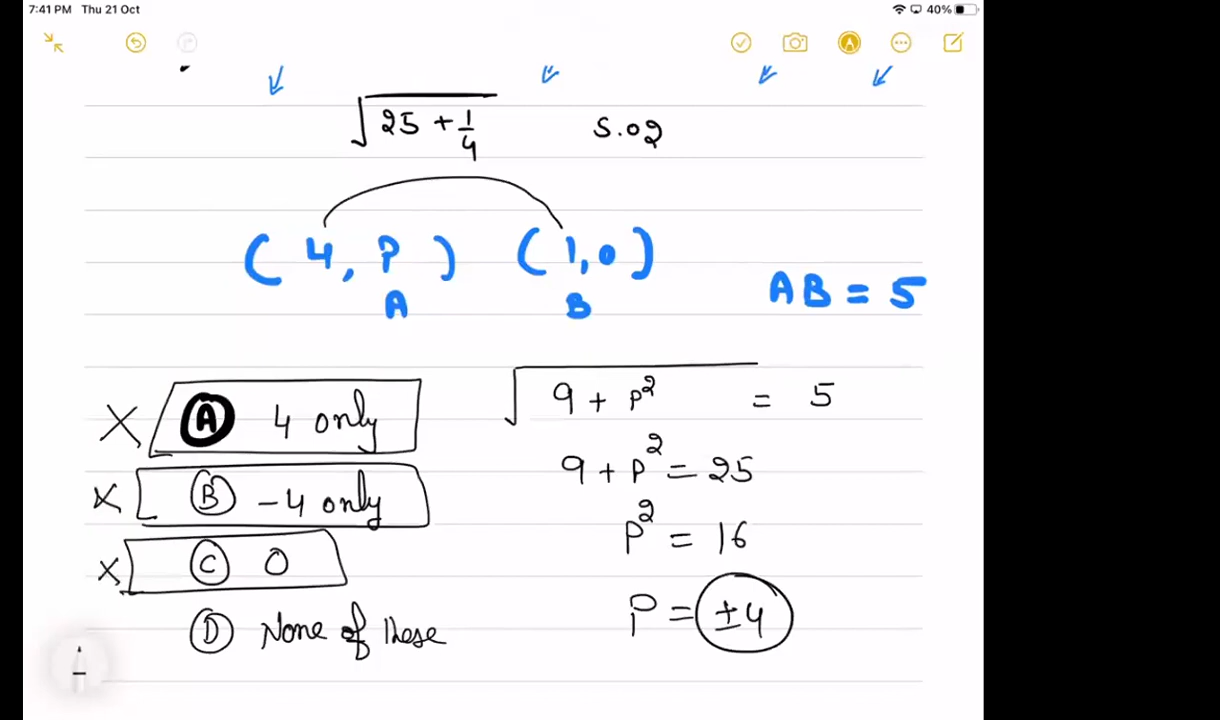 7:41 PM Thu 21 Oct 40%
√25 + 1/4 5.02
( 4, P ) ( 1, 0 )
A B AB = 5
X A 4 only √9 + P² = 5
X B -4 only 9 + P² = 25
P² = 16
X C 0
D None of these P = ±4